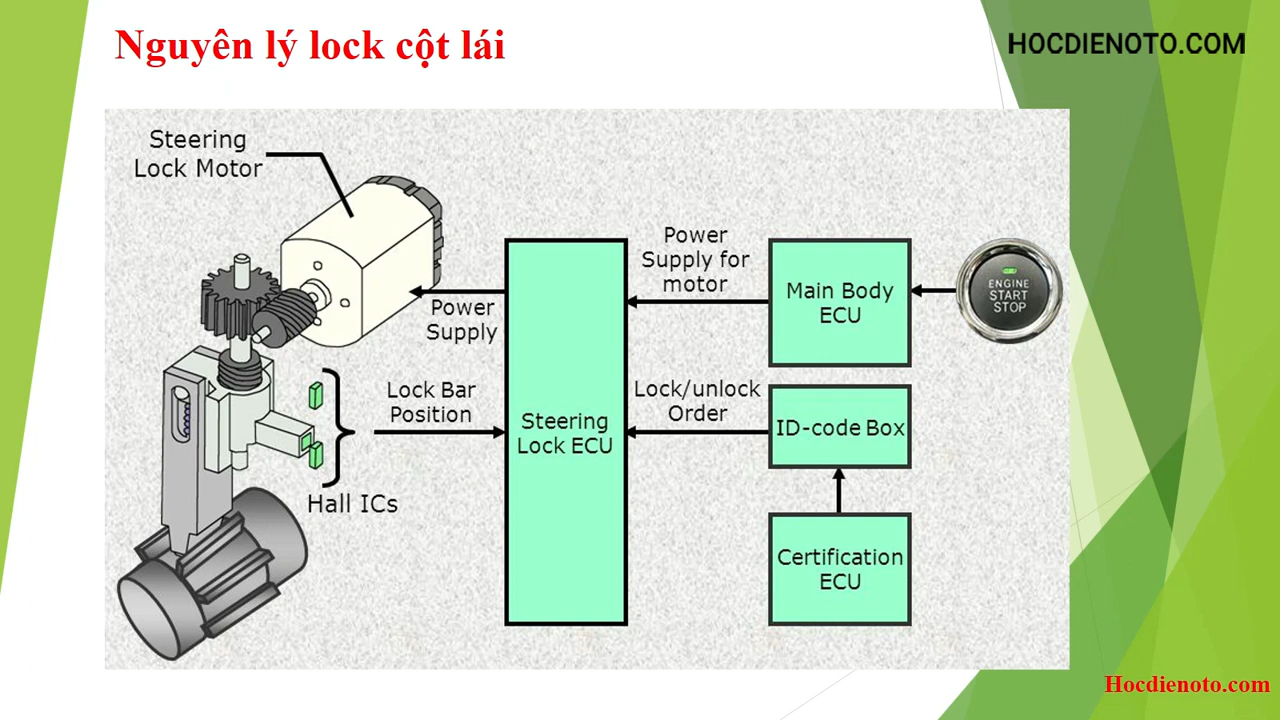 Nguyên lý lock cột lái
HOCDIENOTO.COM
Steering
Lock Motor
Power
Supply
Lock Bar
Position
Hall ICs
Steering
Lock ECU
Power
Supply for
motor
Lock/unlock
Order
Main Body
ECU
ENGINE
START
STOP
ID-code Box
Certification
ECU
Hocdienoto.com